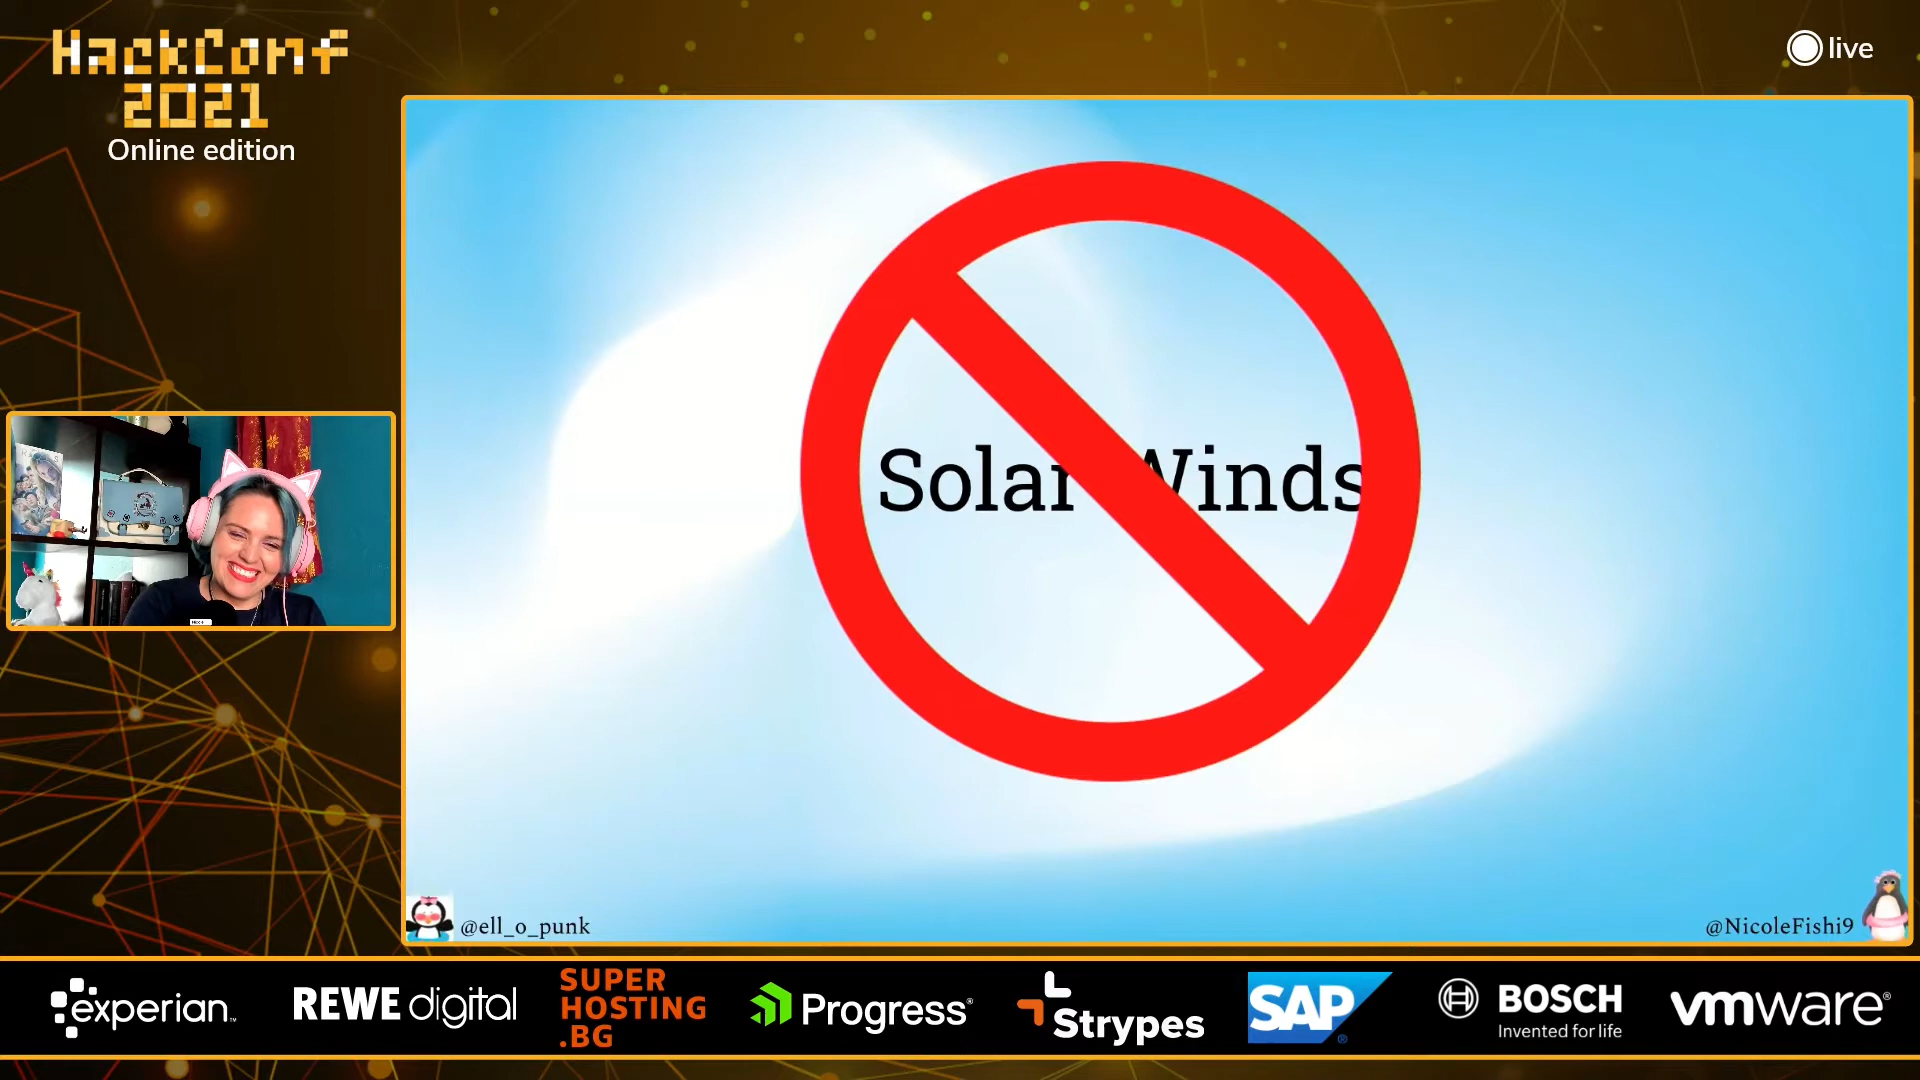 HackConf
2021
Online edition
live
Solar Winds
@ell_o_punk
@NicoleFishi9
experian™
REWE digital
SUPER
HOSTING
.BG
Progress®
Strypes
SAP®
BOSCH
Invented for life
vmware®